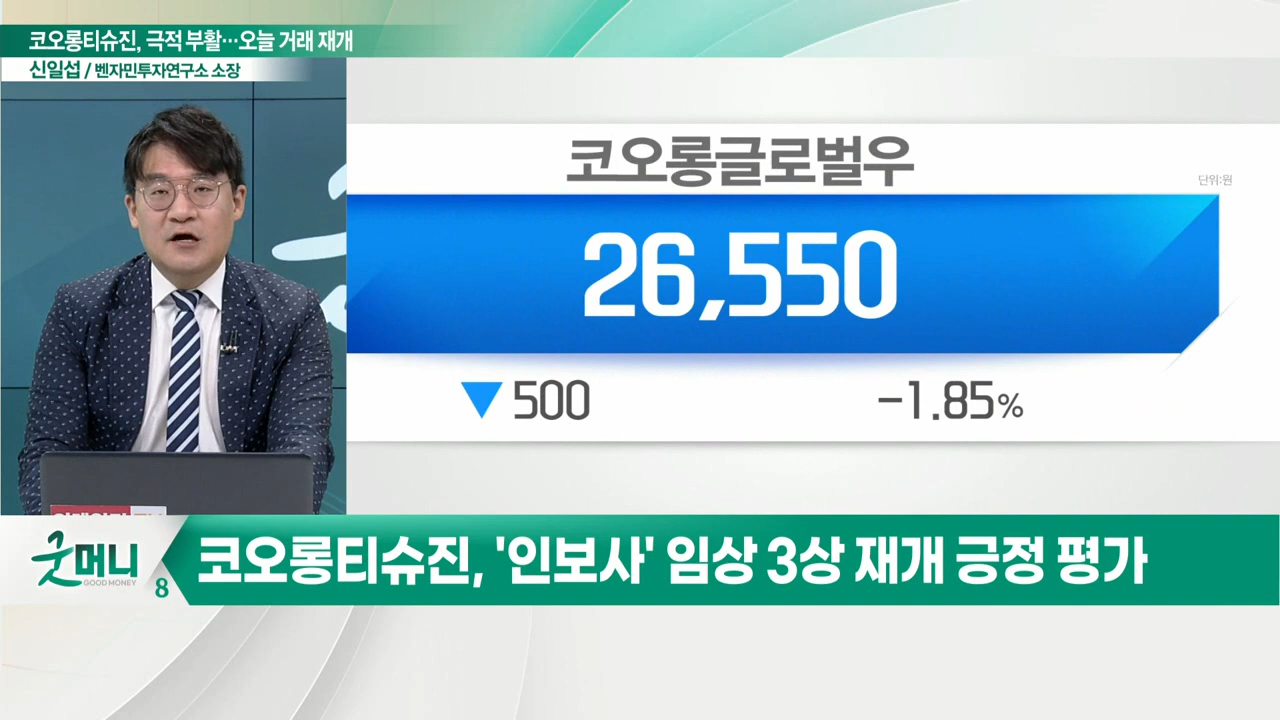 코오롱티슈진, 극적 부활…오늘 거래 재개
신일섭 / 벤자민투자연구소 소장
코오롱글로벌우
단위:원
26,550
▼500 -1.85%
굿머니
GOOD MONEY
8
코오롱티슈진, '인보사' 임상 3상 재개 긍정 평가